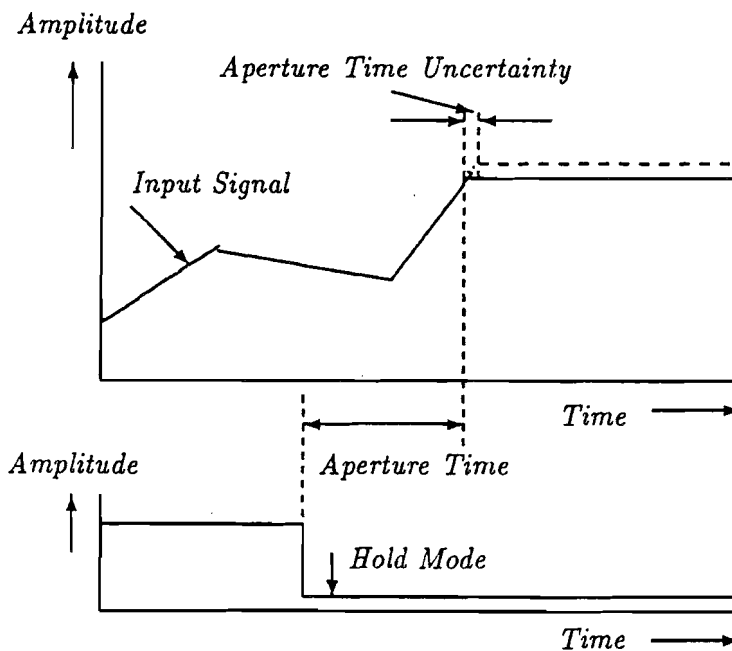 Amplitude
Aperture Time Uncertainty
Input Signal
Time
Amplitude
Aperture Time
Hold Mode
Time